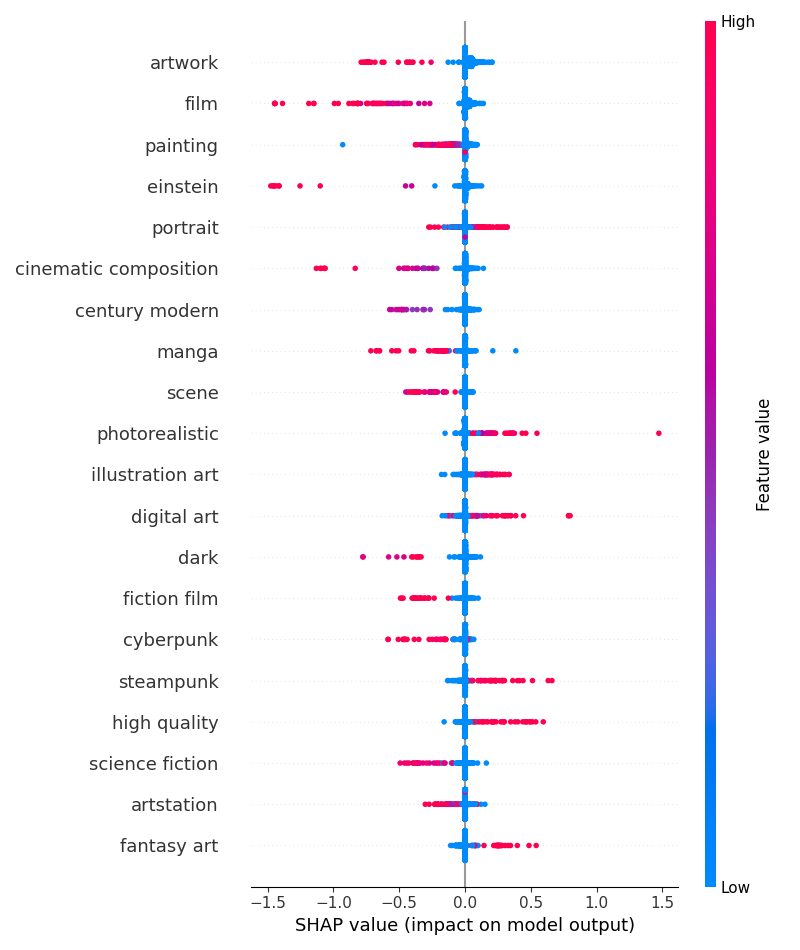 High
artwork
film
painting
einstein
portrait
cinematic composition
century modern
manga
scene
photorealistic
illustration art
digital art
dark
fiction film
cyberpunk
steampunk
high quality
science fiction
artstation
fantasy art
Feature value
Low
−1.5 −1.0 −0.5 0.0 0.5 1.0 1.5
SHAP value (impact on model output)